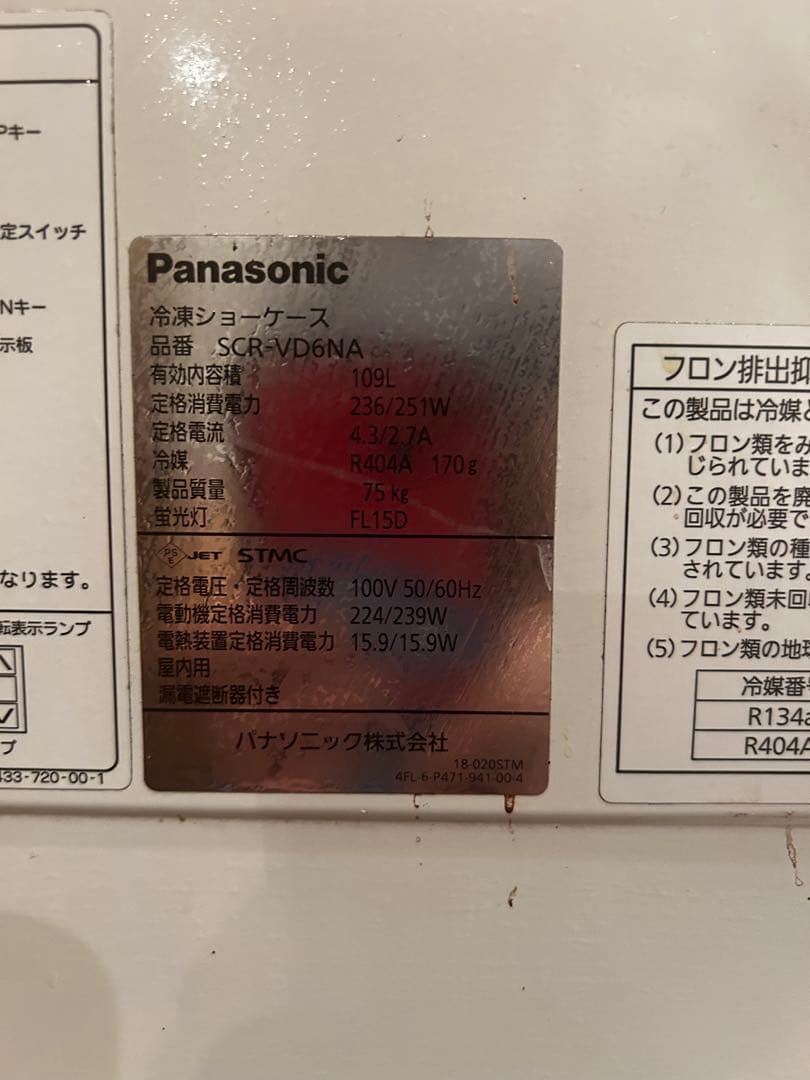 Pキー
定スイッチ
Nキー
示板
なります。
転表示ランプ
プ
433-720-00-1
Panasonic
冷凍ショーケース
品番 SCR-VD6NA
有効内容積 109L
定格消費電力 236/251W
定格電流 4.3/2.7A
冷媒 R404A 170g
製品質量 75kg
蛍光灯 FL15D
PS E JET STMC
定格電圧・定格周波数 100V 50/60Hz
電動機定格消費電力 224/239W
電熱装置定格消費電力 15.9/15.9W
屋内用
漏電遮断器付き
パナソニック株式会社
18-020STM
4FL-6-P471-941-00-4
フロン排出抑
この製品は冷媒と
(1)フロン類をみ
じられていま
(2)この製品を廃
回収が必要で
(3)フロン類の種
されています。
(4)フロン類未回収
ています。
(5)フロン類の地球
冷媒番号
R134a
R404A